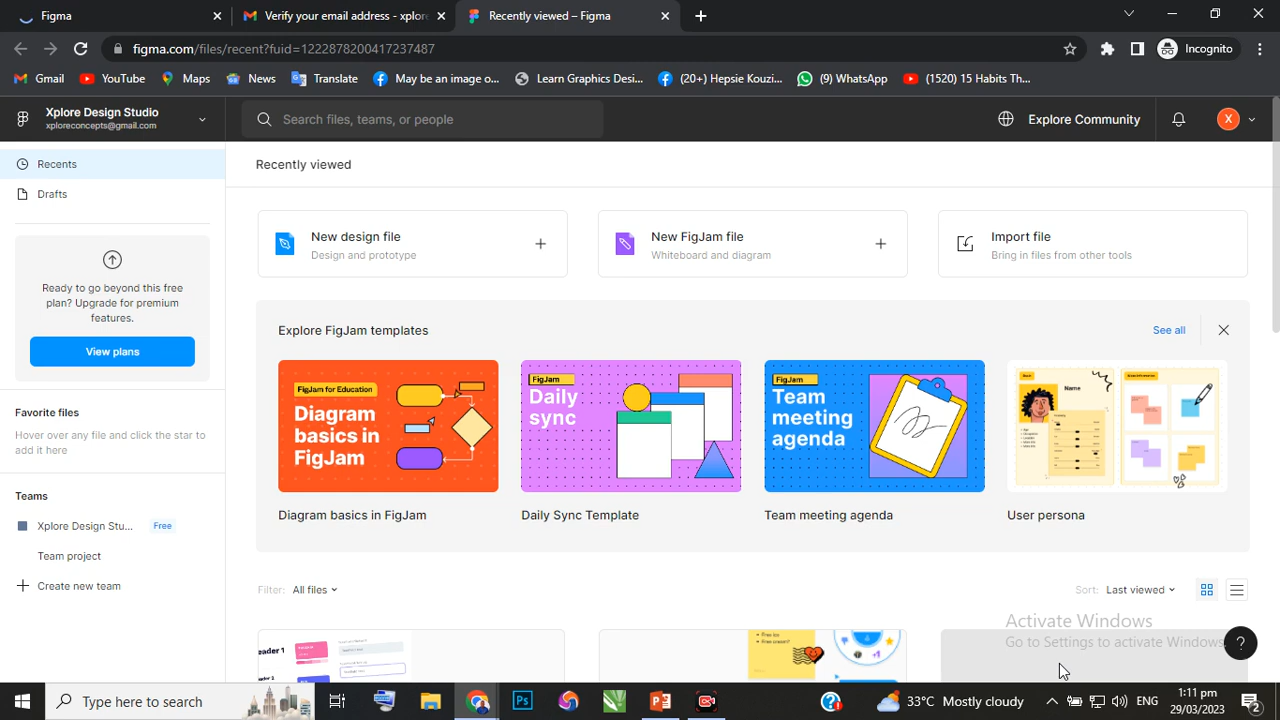 Figma
Verify your email address - xplore
Recently viewed – Figma
figma.com/files/recent?fuid=1222878200417237487
Incognito
Gmail
YouTube
Maps
News
Translate
May be an image o...
Learn Graphics Desi...
(20+) Hepsie Kouzi...
(9) WhatsApp
(1520) 15 Habits Th...
Xplore Design Studio
xploreconcepts@gmail.com
Search files, teams, or people
Explore Community
X
Recents
Drafts
Ready to go beyond this free
plan? Upgrade for premium
features.
View plans
Favorite files
Hover over any file and click the star to
add it here
Teams
Xplore Design Stu...
Free
Team project
Create new team
Recently viewed
New design file
Design and prototype
New FigJam file
Whiteboard and diagram
Import file
Bring in files from other tools
Explore FigJam templates
See all
FigJam for Education
Diagram
basics in
FigJam
FigJam
Daily
sync
FigJam
Team
meeting
agenda
Name
Diagram basics in FigJam
Daily Sync Template
Team meeting agenda
User persona
Filter:
All files
Sort:
Last viewed
eader 1
Activate Windows
Go to Settings to activate Windows.
?
Type here to search
Ps
33°C Mostly cloudy
ENG
1:11 pm
29/03/2023
2